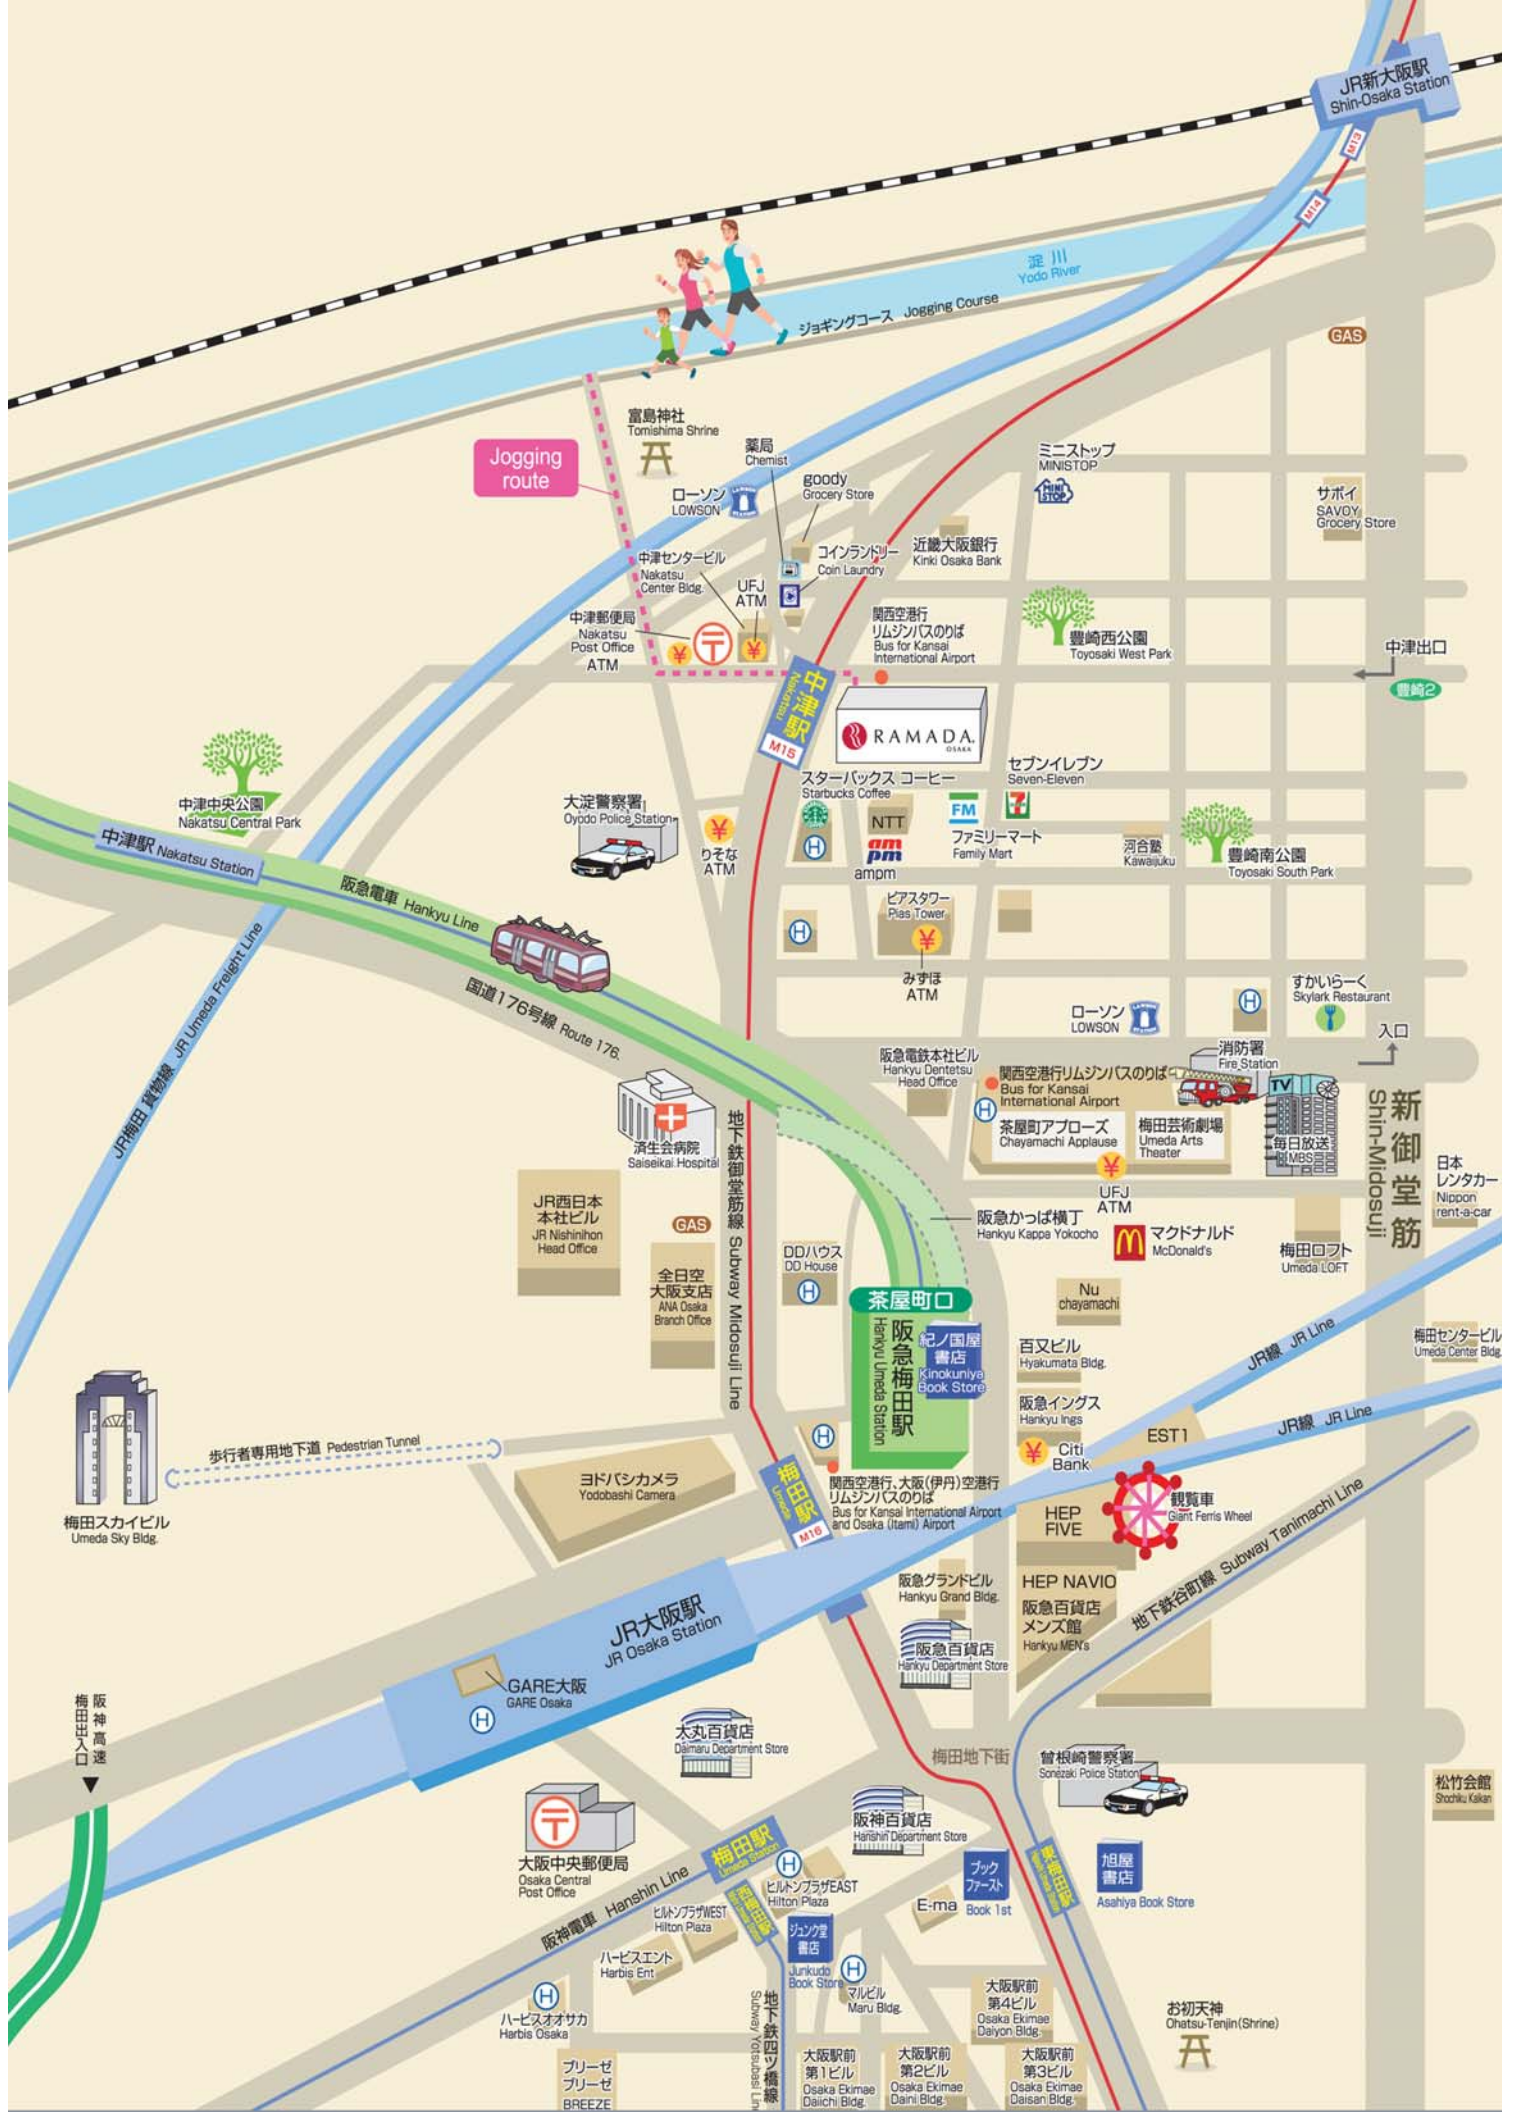 JR新大阪駅
Shin-Osaka Station
M13
M14
淀川
Yodo River
ジョギングコース Jogging Course
GAS
富島神社
Tomishima Shrine
Jogging
route
薬局
Chemist
ミニストップ
MINISTOP
MINI
STOP
goody
Grocery Store
ローソン
LOWSON
サボイ
SAVOY
Grocery Store
近畿大阪銀行
Kinki Osaka Bank
コインランドリー
Coin Laundry
中津センタービル
Nakatsu
Center Bldg.
UFJ
ATM
中津郵便局
Nakatsu
Post Office
ATM
関西空港行
リムジンバスのりば
Bus for Kansai
International Airport
豊崎西公園
Toyosaki West Park
中津出口
豊崎2
中津駅
Nakatsu
M15
RAMADA
OSAKA
スターバックス コーヒー
Starbucks Coffee
セブンイレブン
Seven-Eleven
中津中央公園
Nakatsu Central Park
大淀警察署
Oyodo Police Station
りそな
ATM
NTT
FM
ファミリーマート
Family Mart
am
pm
ampm
河合塾
Kawaijuku
豊崎南公園
Toyosaki South Park
中津駅 Nakatsu Station
阪急電車 Hankyu Line
ピアスタワー
Pias Tower
みずほ
ATM
国道176号線 Route 176.
JR梅田 貨物線 JR Umeda Freight Line
すかいらーく
Skylark Restaurant
ローソン
LOWSON
入口
消防署
Fire Station
阪急電鉄本社ビル
Hankyu Dentetsu
Head Office
関西空港行リムジンバスのりば
Bus for Kansai
International Airport
茶屋町アプローズ
Chayamachi Applause
梅田芸術劇場
Umeda Arts
Theater
TV
毎日放送
MBS
新御堂筋
Shin-Midosuji
日本
レンタカー
Nippon
rent-a-car
済生会病院
Saiseikai Hospital
地下鉄御堂筋線 Subway Midosuji Line
JR西日本
本社ビル
JR Nishinihon
Head Office
GAS
UFJ
ATM
阪急かっぱ横丁
Hankyu Kappa Yokocho
マクドナルド
McDonald's
梅田ロフト
Umeda LOFT
全日空
大阪支店
ANA Osaka
Branch Office
DDハウス
DD House
茶屋町口
阪急梅田駅
Hankyu Umeda Station
紀ノ国屋
書店
Kinokuniya
Book Store
Nu
chayamachi
百又ビル
Hyakumata Bldg.
阪急イングス
Hankyu Ings
Citi
Bank
JR線 JR Line
梅田センタービル
Umeda Center Bldg.
JR線 JR Line
EST1
歩行者専用地下道 Pedestrian Tunnel
梅田スカイビル
Umeda Sky Bldg.
ヨドバシカメラ
Yodobashi Camera
梅田駅
Umeda
M16
関西空港行、大阪(伊丹)空港行
リムジンバスのりば
Bus for Kansai International Airport
and Osaka (Itami) Airport
HEP
FIVE
観覧車
Giant Ferris Wheel
地下鉄谷町線 Subway Tanimachi Line
阪急グランドビル
Hankyu Grand Bldg.
HEP NAVIO
阪急百貨店
メンズ館
Hankyu MEN's
阪急百貨店
Hankyu Department Store
JR大阪駅
JR Osaka Station
GARE大阪
GARE Osaka
阪神高速
梅田出入口
大丸百貨店
Daimaru Department Store
梅田地下街
曾根崎警察署
Sonezaki Police Station
松竹会館
Shochiku Kaikan
大阪中央郵便局
Osaka Central
Post Office
阪神百貨店
Hanshin Department Store
梅田駅
Umeda Station
阪神電車 Hanshin Line
西梅田駅
ヒルトンプラザEAST
Hilton Plaza
ヒルトンプラザWEST
Hilton Plaza
E-ma
ブック
ファースト
Book 1st
東梅田駅
旭屋
書店
Asahiya Book Store
ジュンク堂
書店
Junkudo
Book Store
ハービスエント
Harbis Ent
マルビル
Maru Bldg.
ハービスオオサカ
Harbis Osaka
地下鉄四ツ橋線
Subway Yotsubasi Line
大阪駅前
第4ビル
Osaka Ekimae
Daiyon Bldg.
お初天神
Ohatsu-Tenjin(Shrine)
ブリーゼ
ブリーゼ
BREEZE
大阪駅前
第1ビル
Osaka Ekimae
Daiichi Bldg.
大阪駅前
第2ビル
Osaka Ekimae
Daini Bldg.
大阪駅前
第3ビル
Osaka Ekimae
Daisan Bldg.